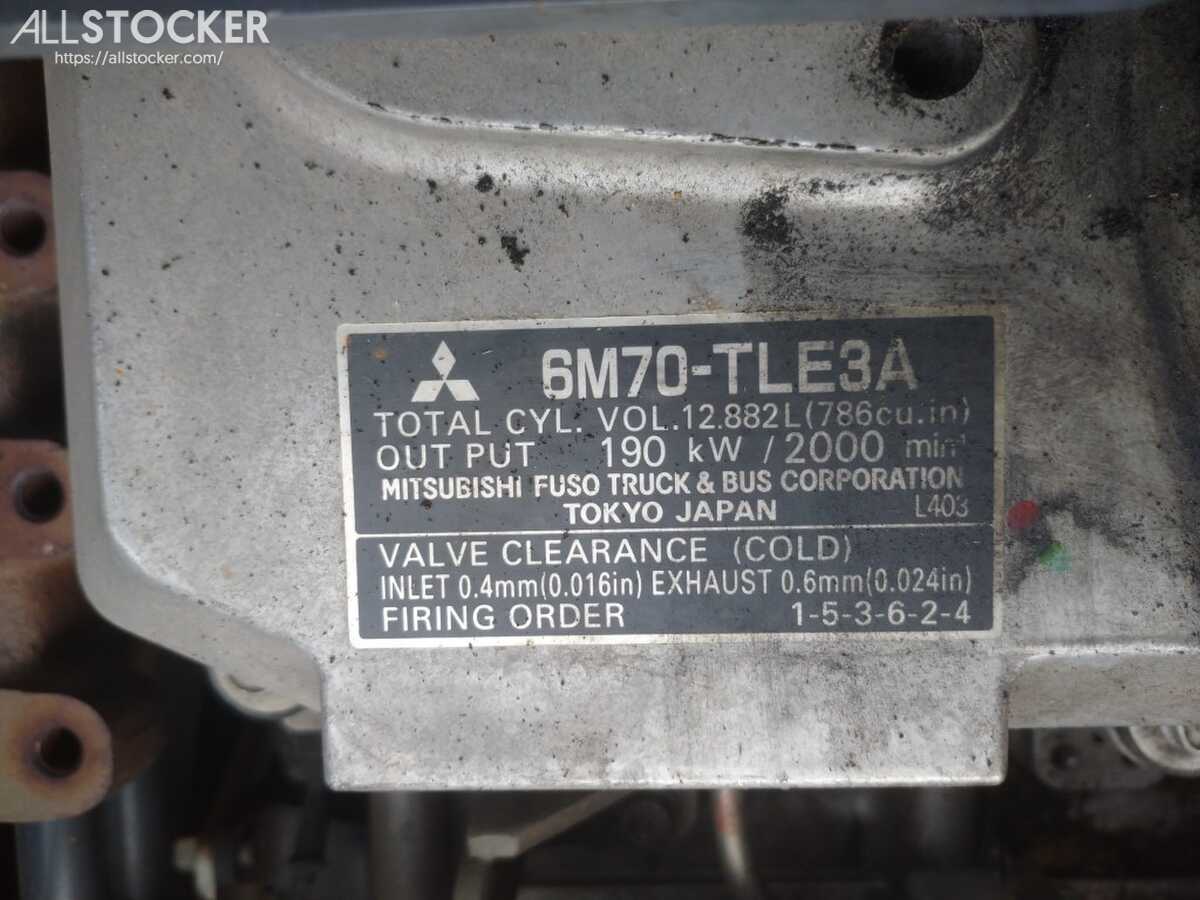 ALLSTOCKER
https://allstocker.com/
6M70-TLE3A
TOTAL CYL. VOL. 12.882L(786cu.in)
OUT PUT 190 kW / 2000 min⁻¹
MITSUBISHI FUSO TRUCK & BUS CORPORATION
TOKYO JAPAN L403
VALVE CLEARANCE (COLD)
INLET 0.4mm(0.016in) EXHAUST 0.6mm(0.024in)
FIRING ORDER 1-5-3-6-2-4